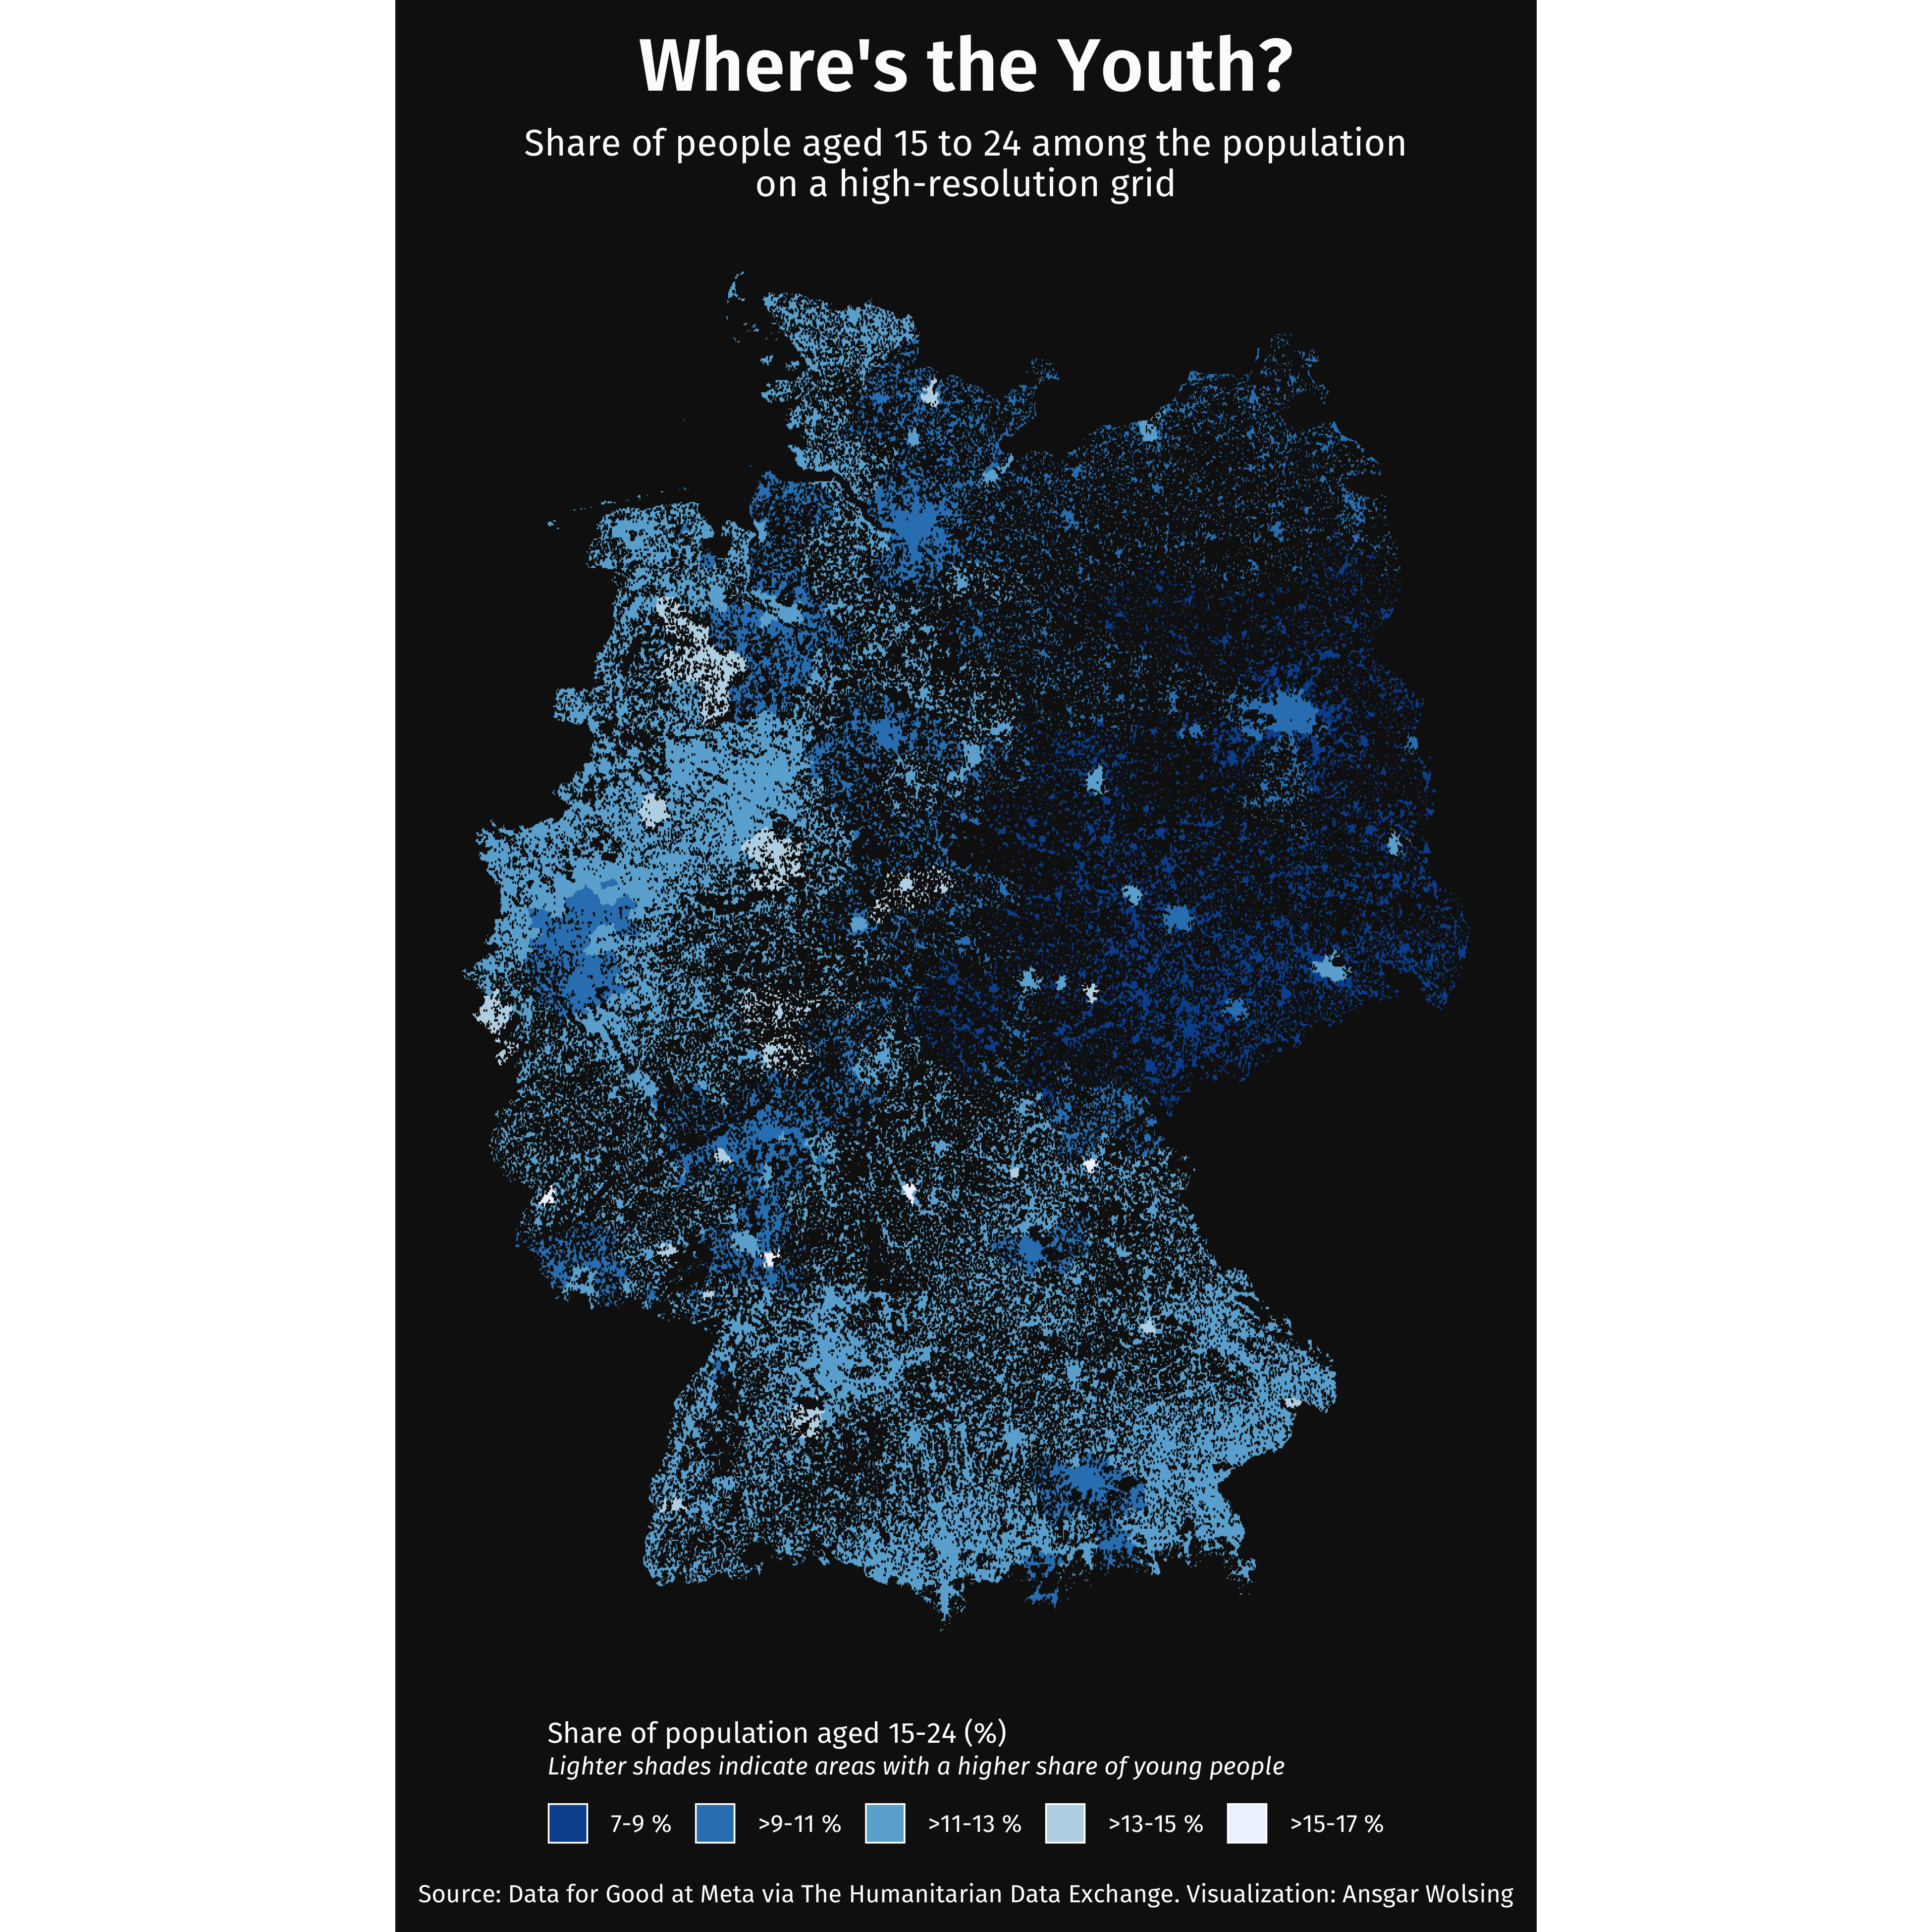 Where's the Youth?
Share of people aged 15 to 24 among the population
on a high-resolution grid
Share of population aged 15-24 (%)
Lighter shades indicate areas with a higher share of young people
7-9 % >9-11 % >11-13 % >13-15 % >15-17 %
Source: Data for Good at Meta via The Humanitarian Data Exchange. Visualization: Ansgar Wolsing